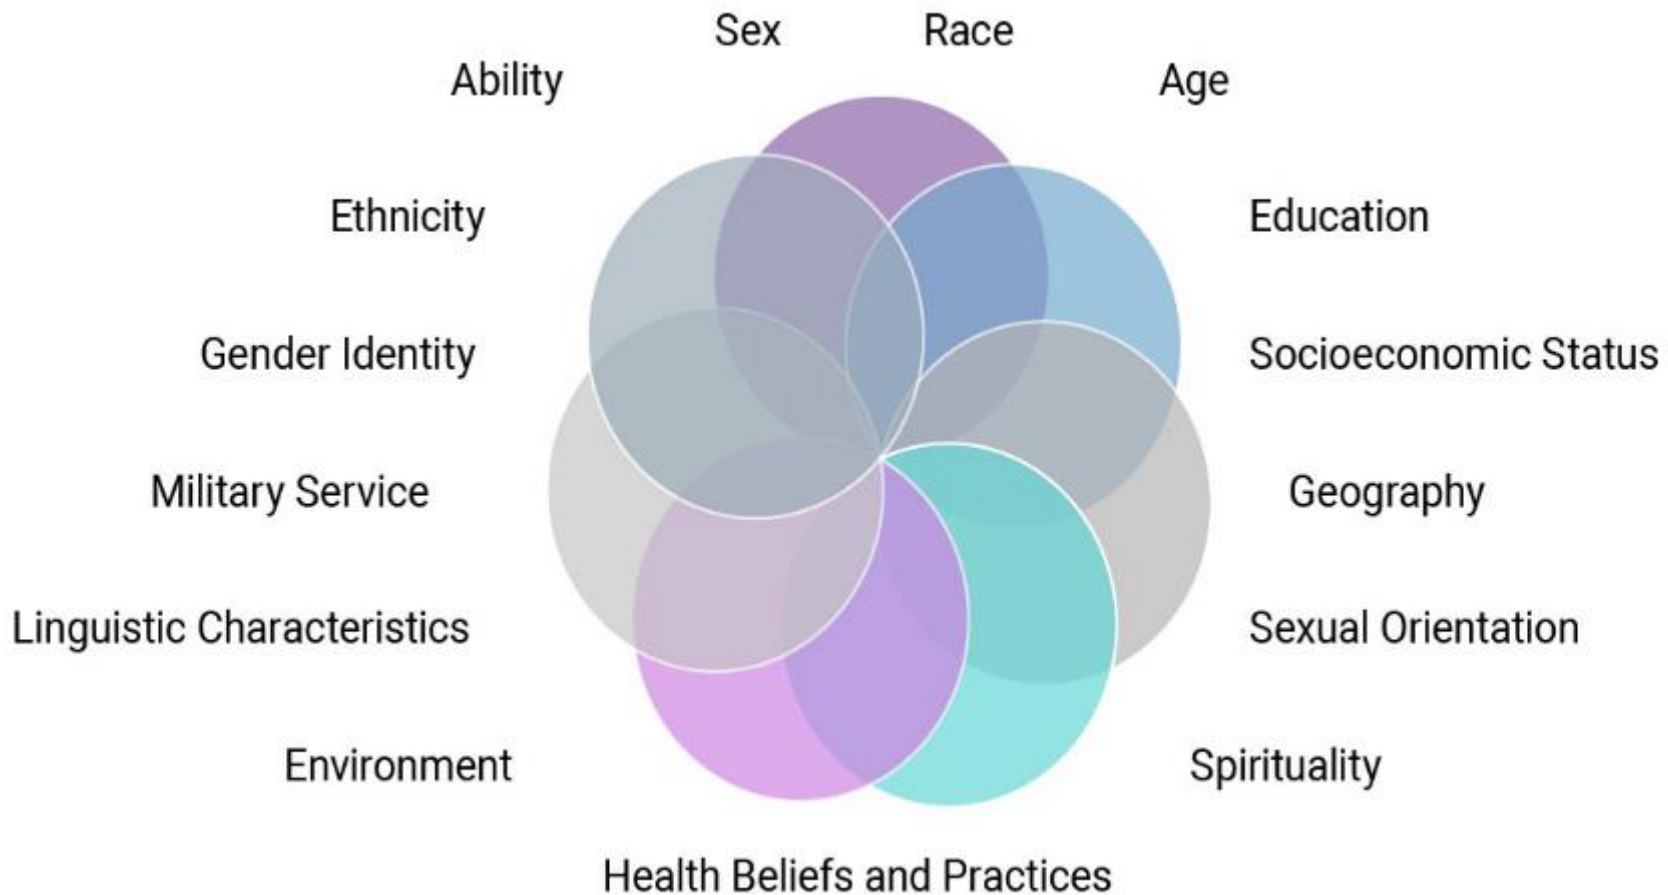 Sex
Race
Ability
Age
Ethnicity
Education
Gender Identity
Socioeconomic Status
Military Service
Geography
Linguistic Characteristics
Sexual Orientation
Environment
Spirituality
Health Beliefs and Practices